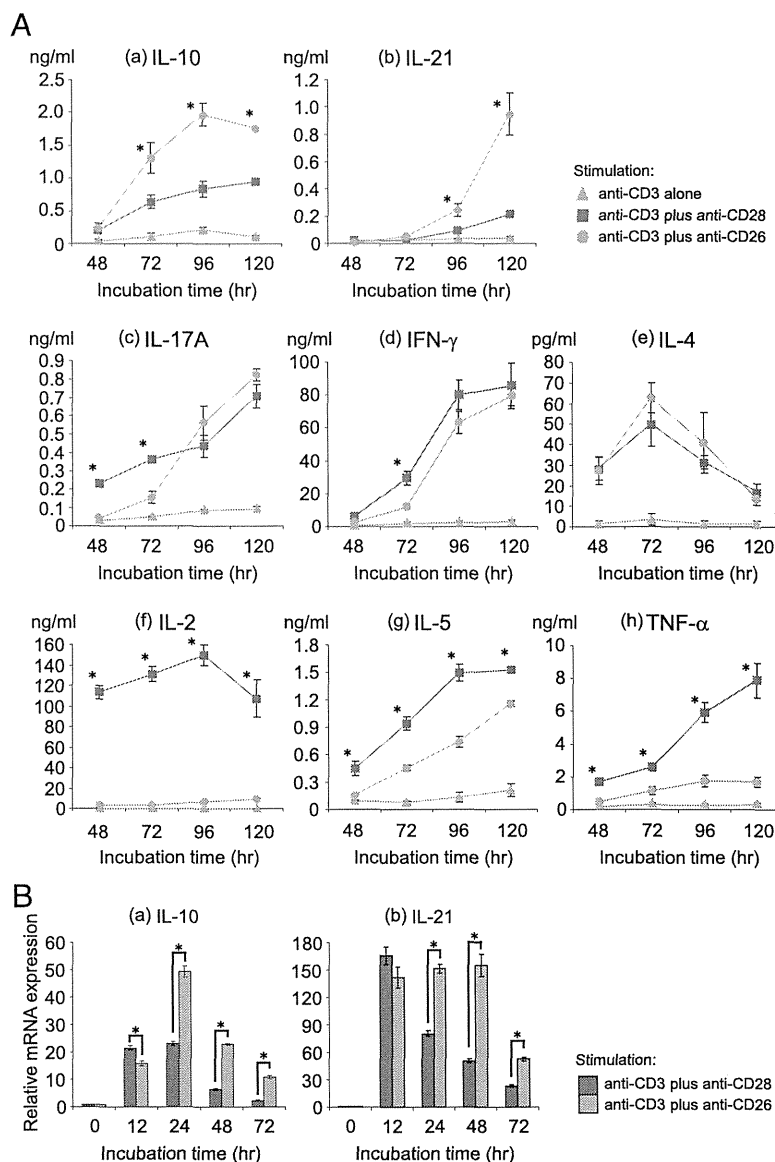 A
ng/ml (a) IL-10
2.5
2.0
1.5
1.0
0.5
0
* * *
48 72 96 120
Incubation time (hr)
ng/ml (b) IL-21
1.2
1.0
0.8
0.6
0.4
0.2
0
* *
48 72 96 120
Incubation time (hr)
Stimulation:
anti-CD3 alone
anti-CD3 plus anti-CD28
anti-CD3 plus anti-CD26
ng/ml (c) IL-17A
0.9
0.8
0.7
0.6
0.5
0.4
0.3
0.2
0.1
0
* *
48 72 96 120
Incubation time (hr)
ng/ml (d) IFN-γ
100
80
60
40
20
0
*
48 72 96 120
Incubation time (hr)
pg/ml (e) IL-4
80
70
60
50
40
30
20
10
0
48 72 96 120
Incubation time (hr)
ng/ml (f) IL-2
160
140
120
100
80
60
40
20
0
* * * *
48 72 96 120
Incubation time (hr)
ng/ml (g) IL-5
1.8
1.5
1.2
0.9
0.6
0.3
0
* * * *
48 72 96 120
Incubation time (hr)
ng/ml (h) TNF-α
10
8
6
4
2
0
* * * *
48 72 96 120
Incubation time (hr)
B
(a) IL-10
Relative mRNA expression
60
50
40
30
20
10
0
* * * *
0 12 24 48 72
Incubation time (hr)
(b) IL-21
180
150
120
90
60
30
0
* * *
0 12 24 48 72
Incubation time (hr)
Stimulation:
anti-CD3 plus anti-CD28
anti-CD3 plus anti-CD26